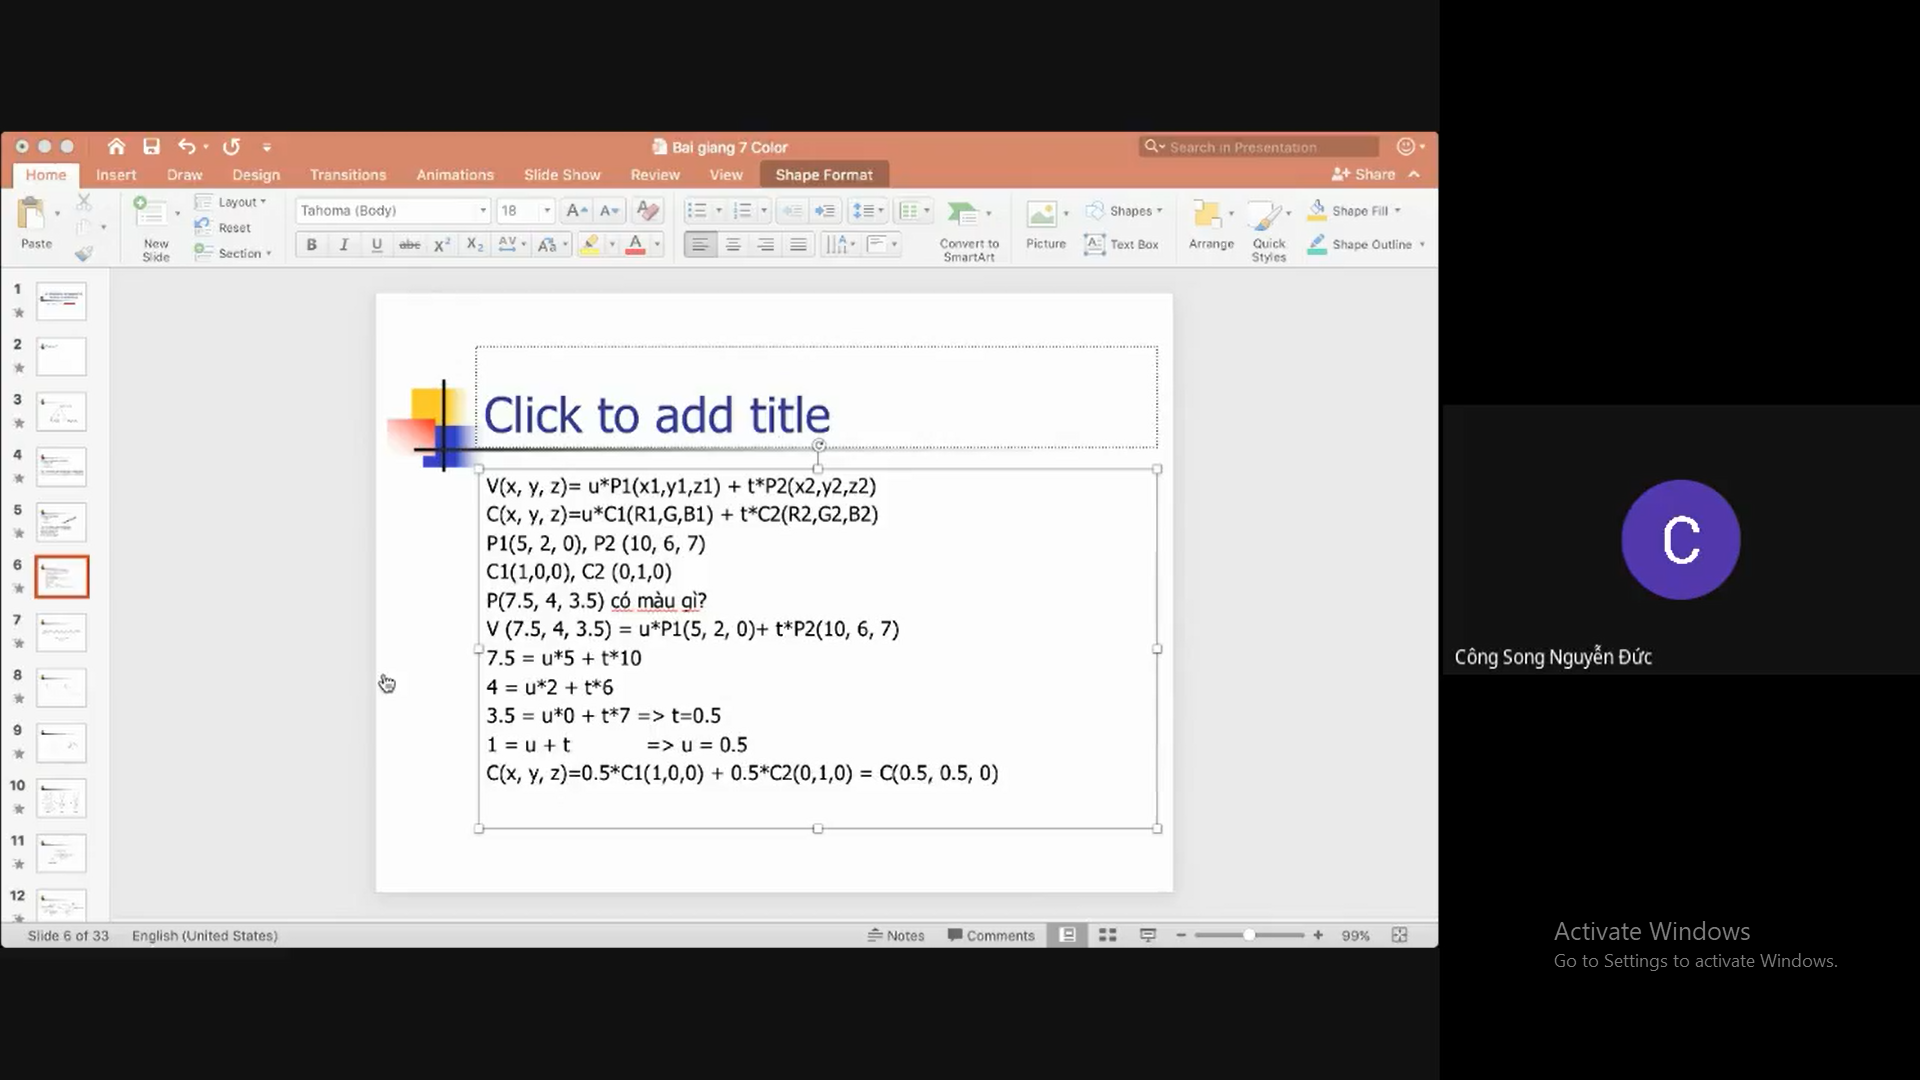 Bai giang 7 Color
Search in Presentation
Home Insert Draw Design Transitions Animations Slide Show Review View Shape Format Share
Paste
New Slide
Layout
Reset
Section
Tahoma (Body) 18
B I U abc X² X₂ AV Aa A
Convert to SmartArt
Picture
Shapes
Text Box
Arrange
Quick Styles
Shape Fill
Shape Outline
1
2
3
4
5
6
7
8
9
10
11
12
Click to add title
V(x, y, z)= u*P1(x1,y1,z1) + t*P2(x2,y2,z2)
C(x, y, z)=u*C1(R1,G,B1) + t*C2(R2,G2,B2)
P1(5, 2, 0), P2 (10, 6, 7)
C1(1,0,0), C2 (0,1,0)
P(7.5, 4, 3.5) có màu gì?
V (7.5, 4, 3.5) = u*P1(5, 2, 0)+ t*P2(10, 6, 7)
7.5 = u*5 + t*10
4 = u*2 + t*6
3.5 = u*0 + t*7 => t=0.5
1 = u + t => u = 0.5
C(x, y, z)=0.5*C1(1,0,0) + 0.5*C2(0,1,0) = C(0.5, 0.5, 0)
Slide 6 of 33 English (United States) Notes Comments 99%
C
Công Song Nguyễn Đức
Activate Windows
Go to Settings to activate Windows.